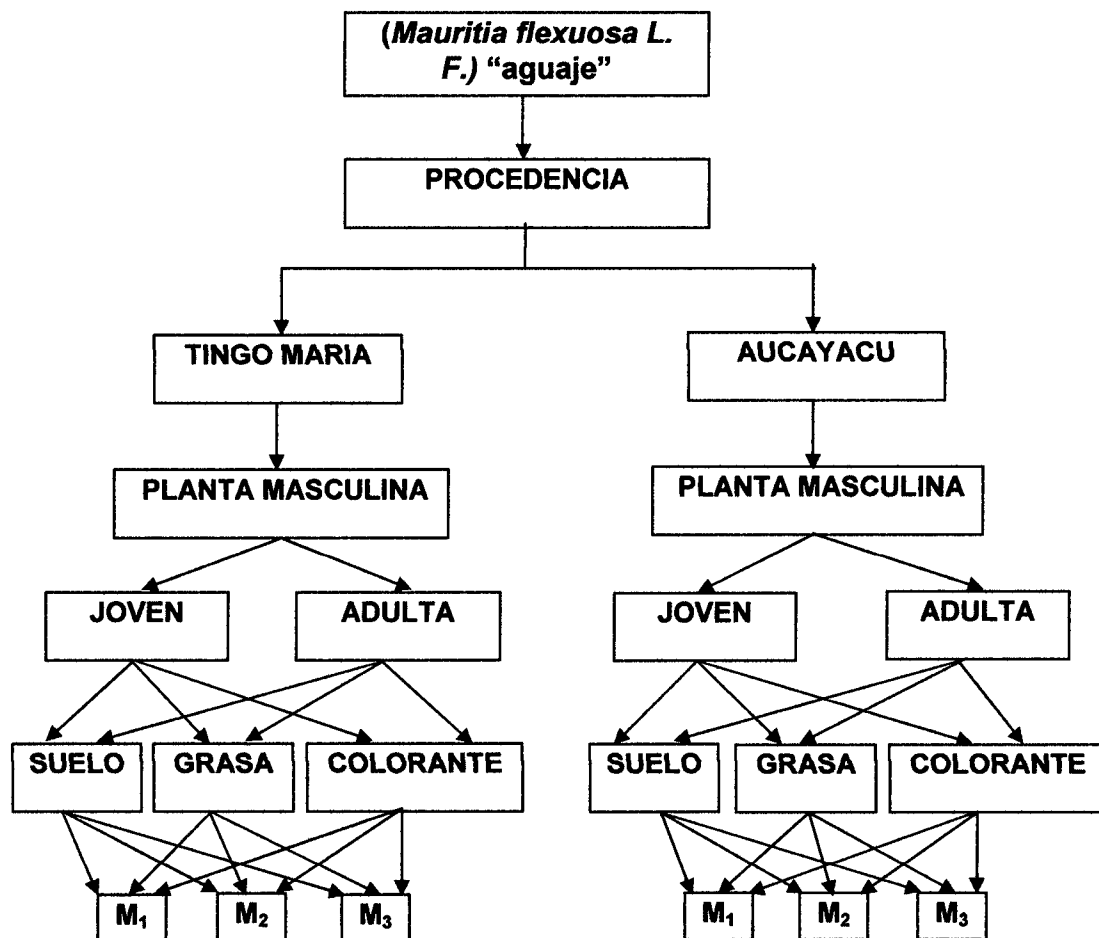 (Mauritia flexuosa L.
F.) “aguaje”
PROCEDENCIA
TINGO MARIA
AUCAYACU
PLANTA MASCULINA
PLANTA MASCULINA
JOVEN
ADULTA
JOVEN
ADULTA
SUELO
GRASA
COLORANTE
SUELO
GRASA
COLORANTE
M₁
M₂
M₃
M₁
M₂
M₃